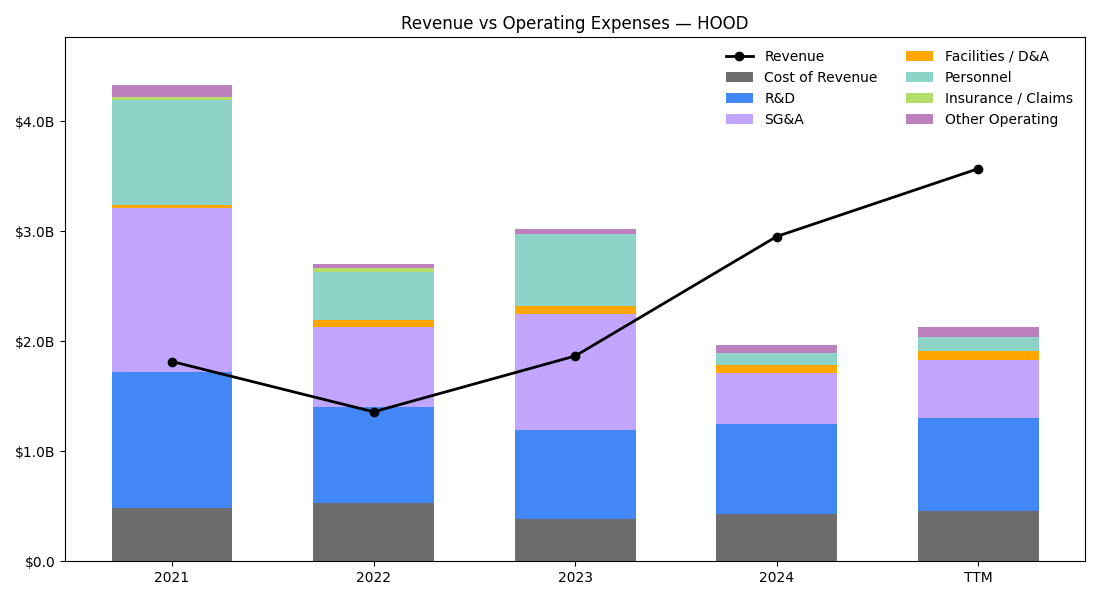 Revenue vs Operating Expenses — HOOD
Revenue
Cost of Revenue
R&D
SG&A
Facilities / D&A
Personnel
Insurance / Claims
Other Operating
$4.0B
$3.0B
$2.0B
$1.0B
$0.0
2021 2022 2023 2024 TTM